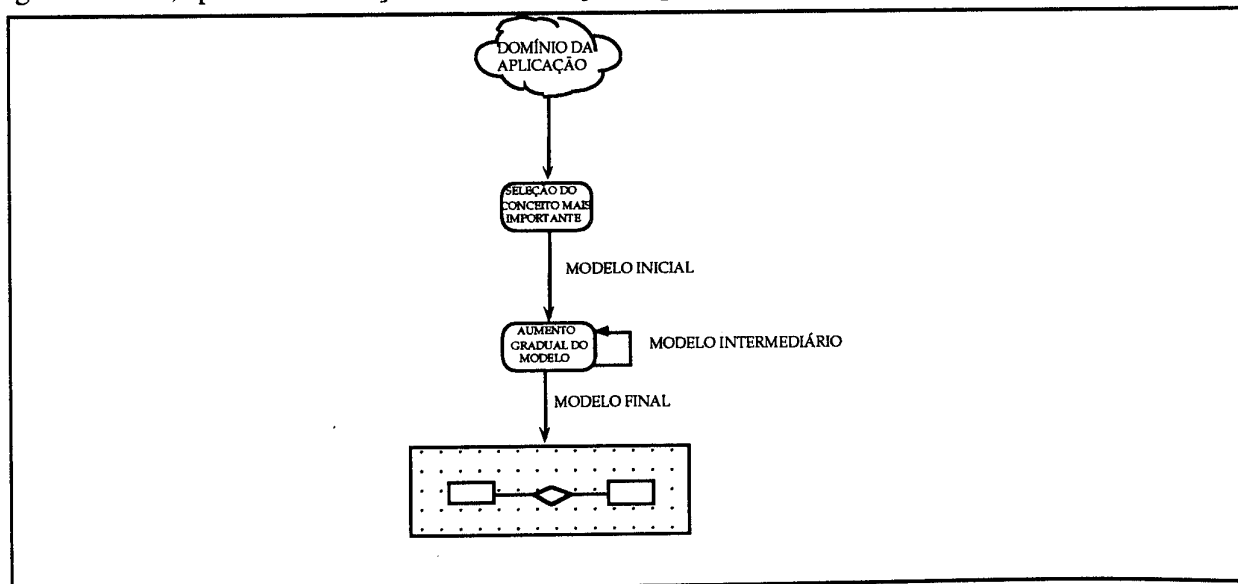 DOMÍNIO DA
APLICAÇÃO
SELEÇÃO DO
CONCEITO MAIS
IMPORTANTE
MODELO INICIAL
AUMENTO
GRADUAL DO
MODELO
MODELO INTERMEDIÁRIO
MODELO FINAL